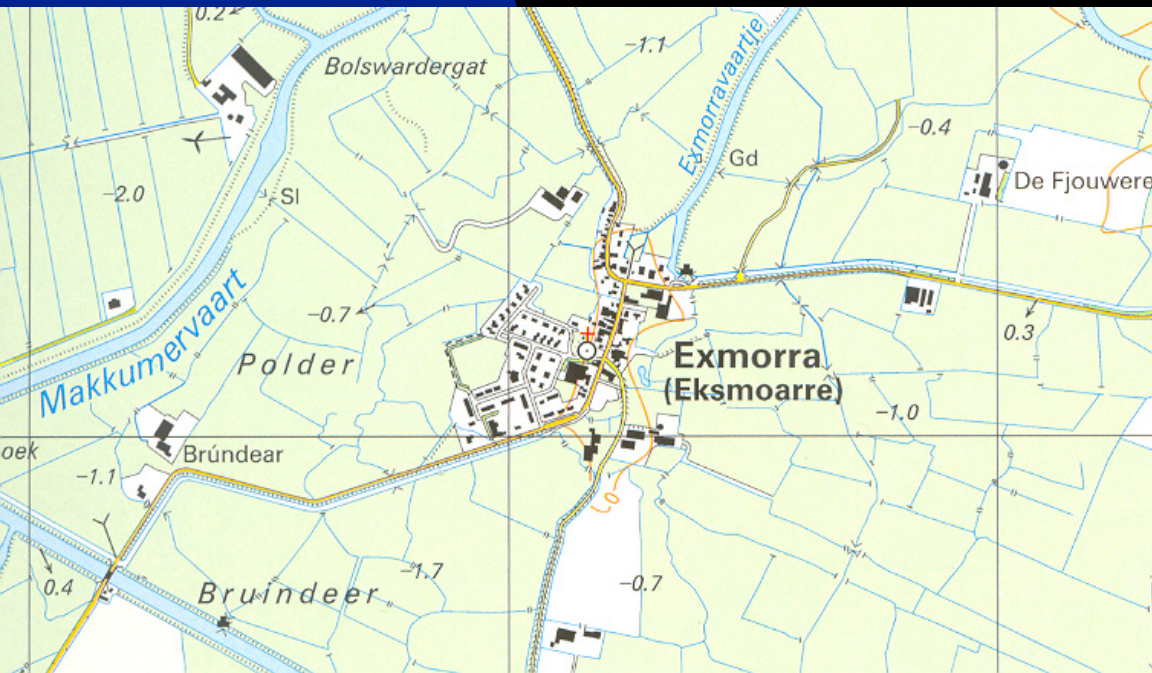 0.2
-1.1
Bolswardergat
Exmorravaartje
-0.4
Gd
De Fjouwere
-2.0
Sl
Makkumervaart
-0.7
0.3
Polder
Exmorra
(Eksmoarre)
-1.0
oek
Brúndear
-1.1
0
-1.7
0.4
Bruindeer
-0.7